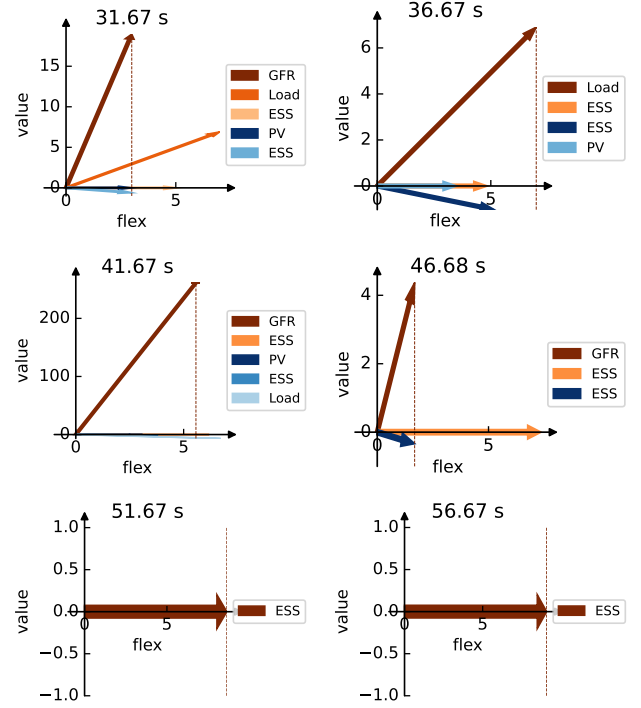 31.67 s
value
15
10
5
0
0
5
flex
GFR
Load
ESS
PV
ESS
36.67 s
value
6
4
2
0
0
5
flex
Load
ESS
ESS
PV
41.67 s
value
200
100
0
0
5
flex
GFR
ESS
PV
ESS
Load
46.68 s
value
4
2
0
0
5
flex
GFR
ESS
ESS
51.67 s
value
1.0
0.5
0.0
−0.5
−1.0
0
5
flex
ESS
56.67 s
value
1.0
0.5
0.0
−0.5
−1.0
0
5
flex
ESS